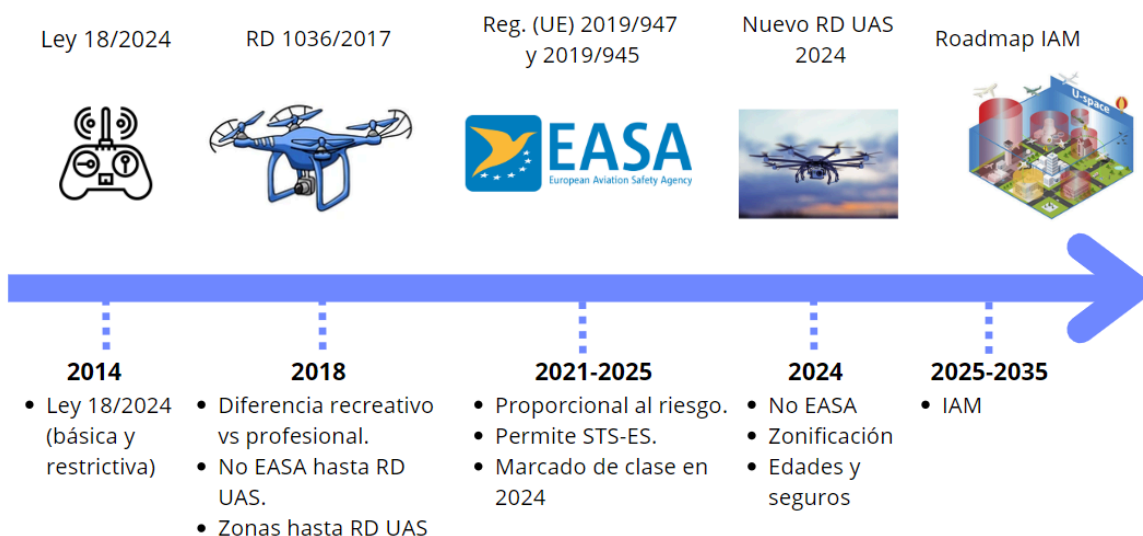 Ley 18/2024
RD 1036/2017
Reg. (UE) 2019/947
y 2019/945
Nuevo RD UAS
2024
Roadmap IAM
U-space
EASA
European Aviation Safety Agency
2014
Ley 18/2024
(básica y
restrictiva)
2018
Diferencia recreativo
vs profesional.
No EASA hasta RD
UAS.
Zonas hasta RD UAS
2021-2025
Proporcional al riesgo.
Permite STS-ES.
Marcado de clase en
2024
2024
No EASA
Zonificación
Edades y
seguros
2025-2035
IAM